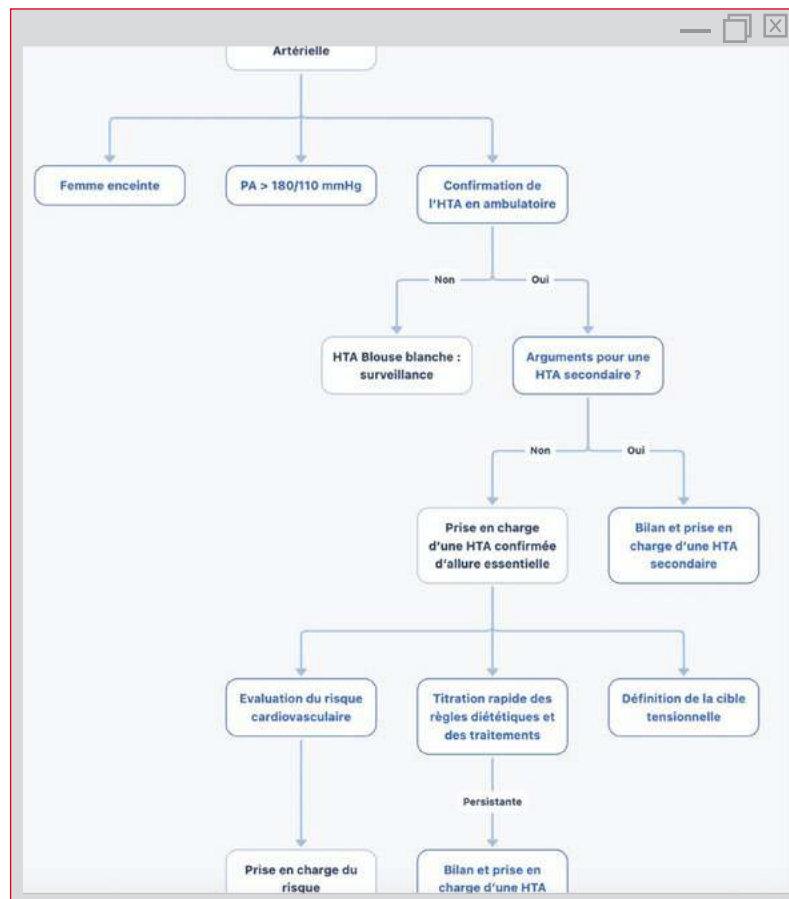 Artérielle
Femme enceinte
PA > 180/110 mmHg
Confirmation de
l'HTA en ambulatoire
Non
Oui
HTA Blouse blanche :
surveillance
Arguments pour une
HTA secondaire ?
Non
Oui
Prise en charge
d'une HTA confirmée
d'allure essentielle
Bilan et prise en
charge d'une HTA
secondaire
Evaluation du risque
cardiovasculaire
Titration rapide des
règles diététiques et
des traitements
Définition de la cible
tensionnelle
Persistante
Prise en charge du
risque
Bilan et prise en
charge d'une HTA